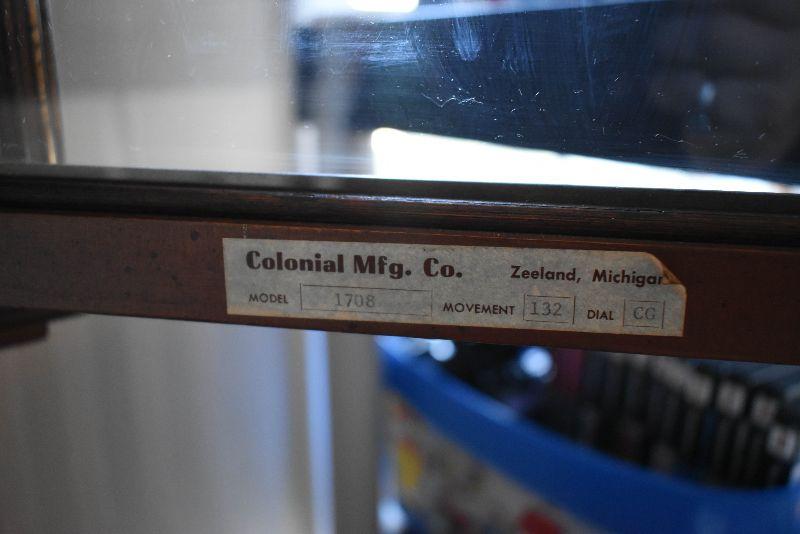 Colonial Mfg. Co. Zeeland, Michigan
MODEL 1708 MOVEMENT 132 DIAL CG